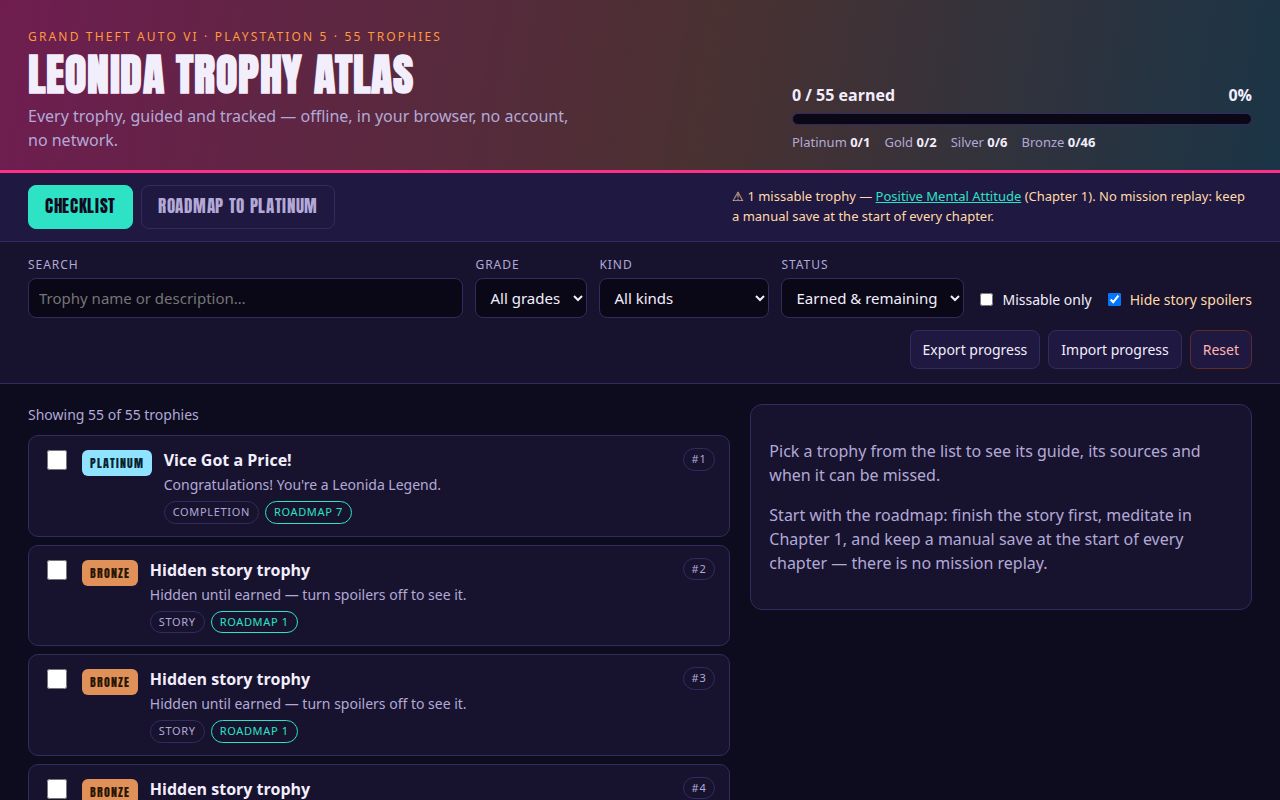 GRAND THEFT AUTO VI · PLAYSTATION 5 · 55 TROPHIES
LEONIDA TROPHY ATLAS
Every trophy, guided and tracked — offline, in your browser, no account,
no network.
0 / 55 earned 0%
Platinum 0/1 Gold 0/2 Silver 0/6 Bronze 0/46
CHECKLIST
ROADMAP TO PLATINUM
⚠ 1 missable trophy — Positive Mental Attitude (Chapter 1). No mission replay: keep
a manual save at the start of every chapter.
SEARCH GRADE KIND STATUS
Trophy name or description... All grades All kinds Earned & remaining Missable only Hide story spoilers
Export progress Import progress Reset
Showing 55 of 55 trophies
PLATINUM Vice Got a Price! #1
Congratulations! You're a Leonida Legend.
COMPLETION ROADMAP 7
BRONZE Hidden story trophy #2
Hidden until earned — turn spoilers off to see it.
STORY ROADMAP 1
BRONZE Hidden story trophy #3
Hidden until earned — turn spoilers off to see it.
STORY ROADMAP 1
BRONZE Hidden story trophy #4
Pick a trophy from the list to see its guide, its sources and
when it can be missed.
Start with the roadmap: finish the story first, meditate in
Chapter 1, and keep a manual save at the start of every
chapter — there is no mission replay.